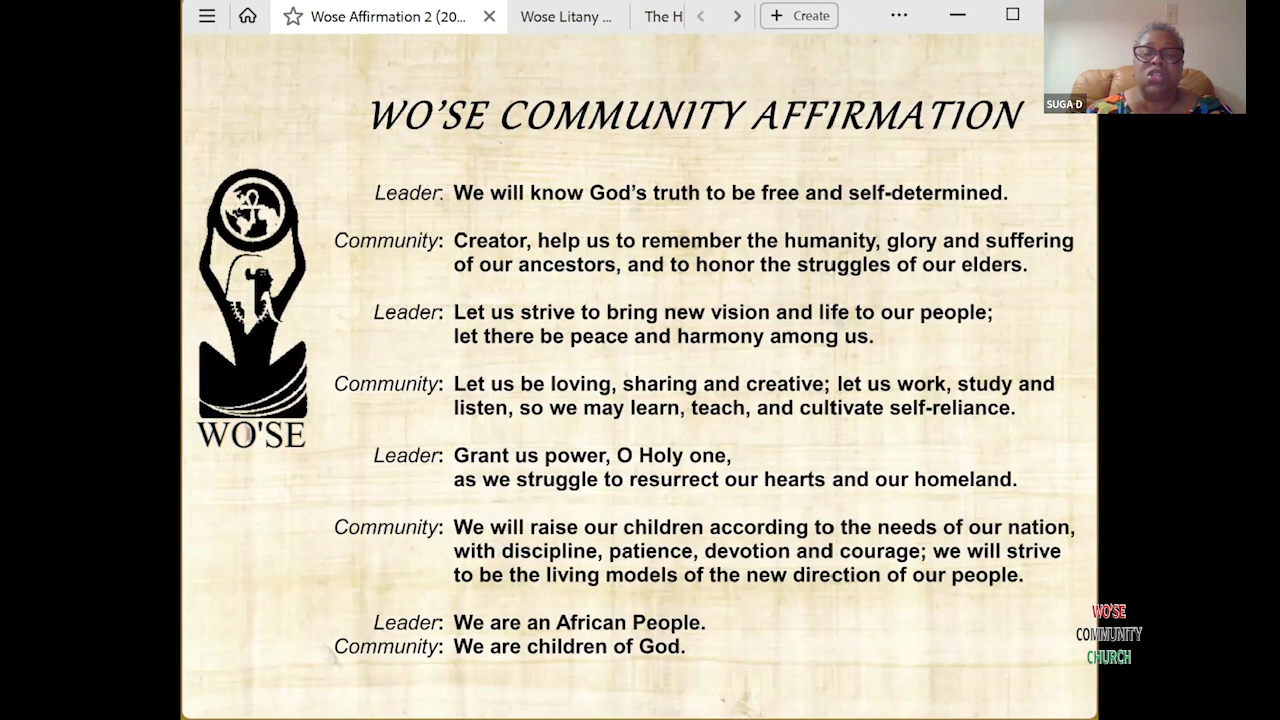 Wose Affirmation 2 (20...
Wose Litany ...
The H
Create
SUGA D
WO'SE COMMUNITY AFFIRMATION
Leader: We will know God's truth to be free and self-determined.
Community: Creator, help us to remember the humanity, glory and suffering
of our ancestors, and to honor the struggles of our elders.
Leader: Let us strive to bring new vision and life to our people;
let there be peace and harmony among us.
Community: Let us be loving, sharing and creative; let us work, study and
listen, so we may learn, teach, and cultivate self-reliance.
WO'SE
Leader: Grant us power, O Holy one,
as we struggle to resurrect our hearts and our homeland.
Community: We will raise our children according to the needs of our nation,
with discipline, patience, devotion and courage; we will strive
to be the living models of the new direction of our people.
Leader: We are an African People.
Community: We are children of God.
WO'SE
COMMUNITY
CHURCH